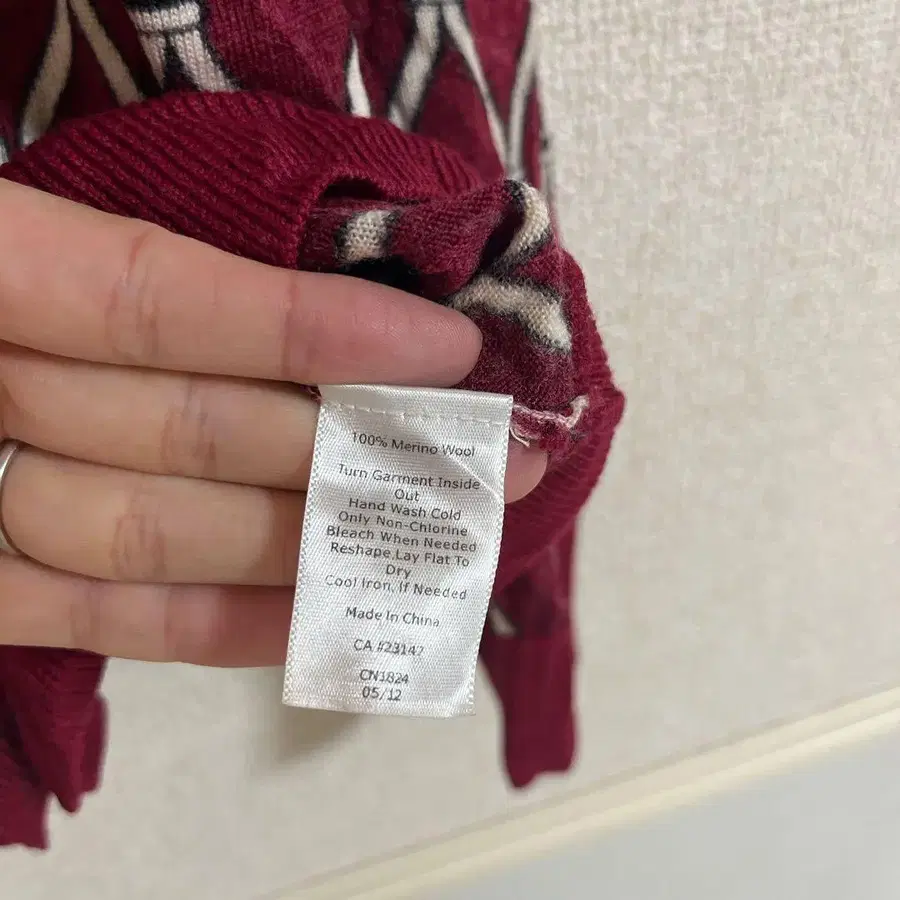 100% Merino Wool
Turn Garment Inside
Out
Hand Wash Cold
Only Non-Chlorine
Bleach When Needed
Reshape,Lay Flat To
Dry
Cool Iron, If Needed
Made In China
CA #23147
CN1824
05/12